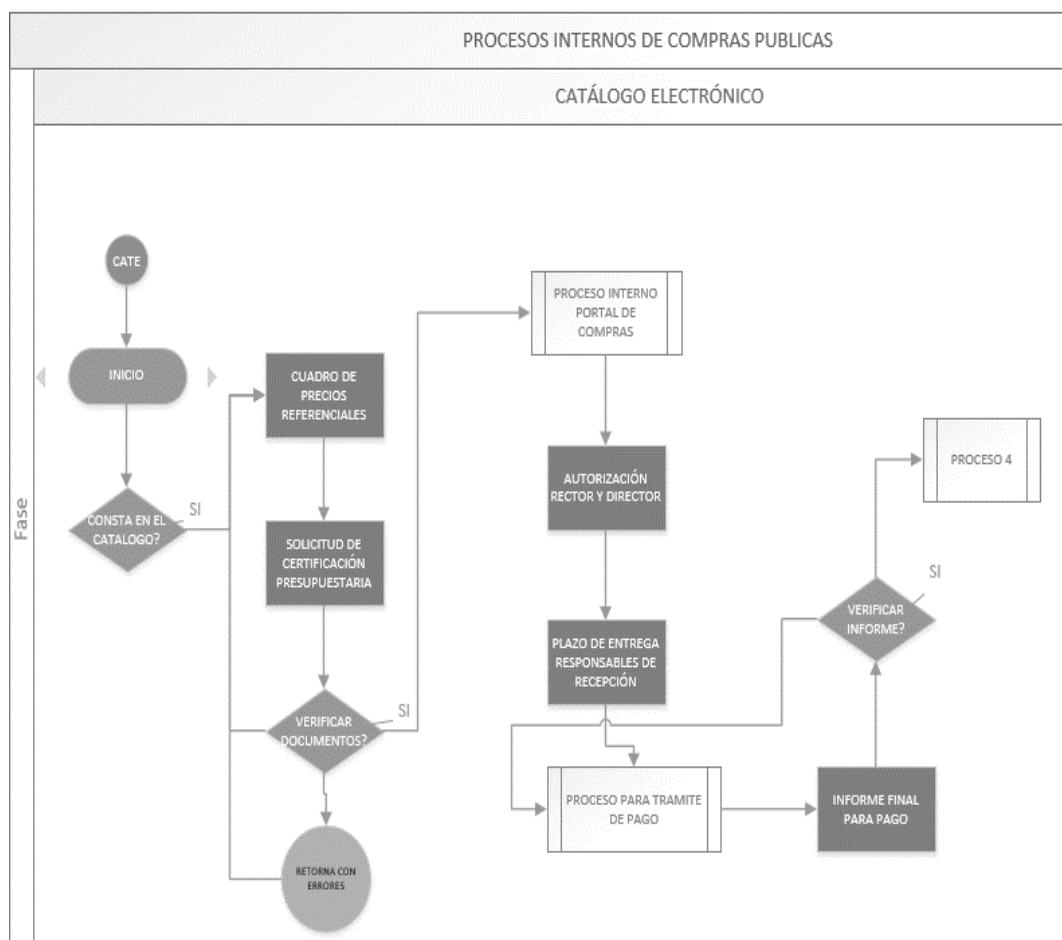 PROCESOS INTERNOS DE COMPRAS PUBLICAS
CATÁLOGO ELECTRÓNICO
Fase
CATE
INICIO
CONSTA EN EL
CATALOGO?
SI
CUADRO DE
PRECIOS
REFERENCIALES
SOLICITUD DE
CERTIFICACIÓN
PRESUPUESTARIA
VERIFICAR
DOCUMENTOS?
SI
RETORNA CON
ERRORES
PROCESO INTERNO
PORTAL DE
COMPRAS
AUTORIZACIÓN
RECTOR Y DIRECTOR
PLAZO DE ENTREGA
RESPONSABLES DE
RECEPCIÓN
PROCESO PARA TRAMITE
DE PAGO
INFORME FINAL
PARA PAGO
VERIFICAR
INFORME?
SI
PROCESO 4